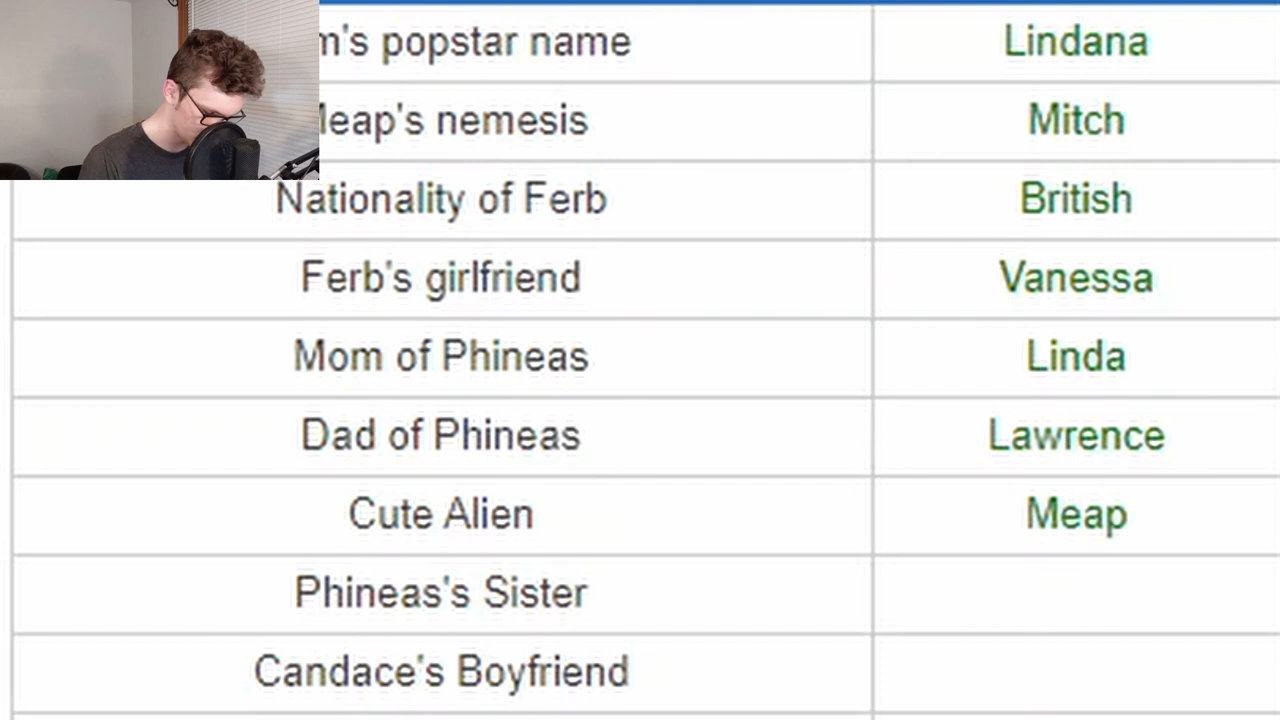 m's popstar name Lindana
Meap's nemesis Mitch
Nationality of Ferb British
Ferb's girlfriend Vanessa
Mom of Phineas Linda
Dad of Phineas Lawrence
Cute Alien Meap
Phineas's Sister
Candace's Boyfriend